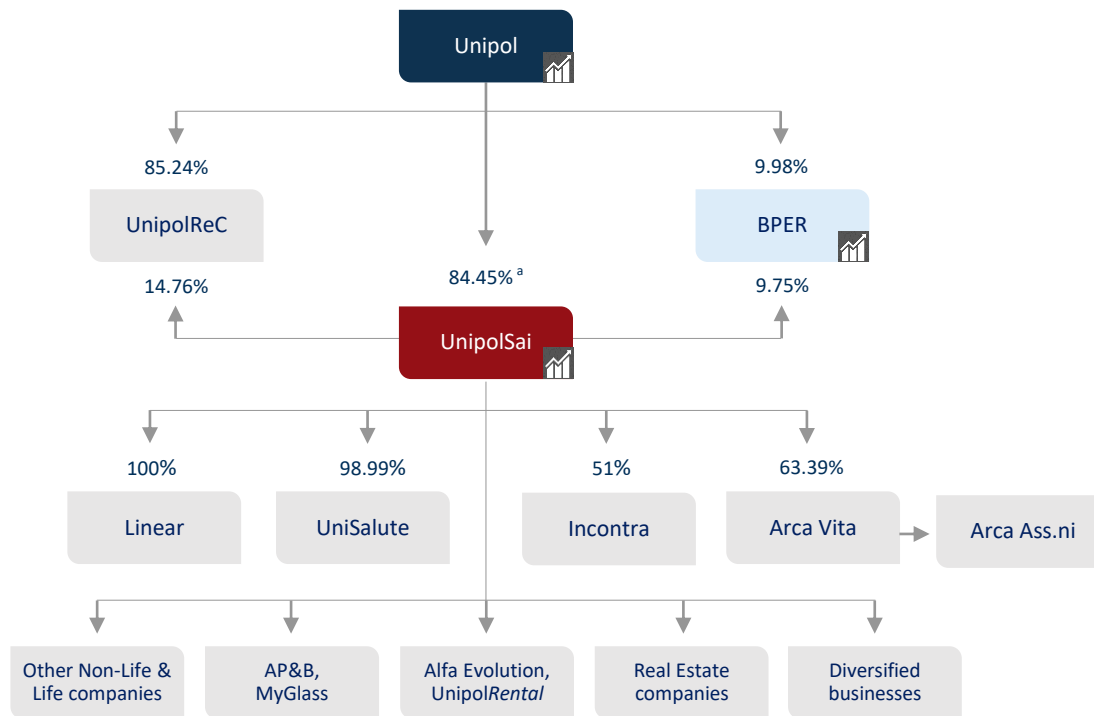 Unipol
85.24%
9.98%
UnipolReC
BPER
14.76%
84.45% a
9.75%
UnipolSai
100%
98.99%
51%
63.39%
Linear
UniSalute
Incontra
Arca Vita
Arca Ass.ni
Other Non-Life &
Life companies
AP&B,
MyGlass
Alfa Evolution,
UnipolRental
Real Estate
companies
Diversified
businesses